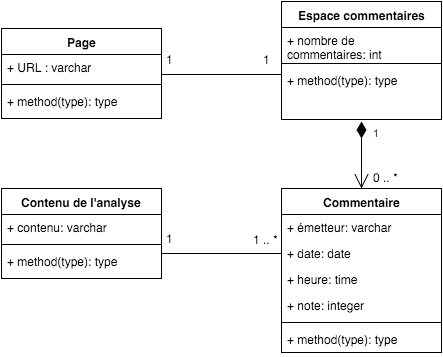 Page
+ URL : varchar
+ method(type): type
1
1
Espace commentaires
+ nombre de
commentaires: int
+ method(type): type
1
0 .. *
Contenu de l'analyse
+ contenu: varchar
+ method(type): type
1
1 .. *
Commentaire
+ émetteur: varchar
+ date: date
+ heure: time
+ note: integer
+ method(type): type